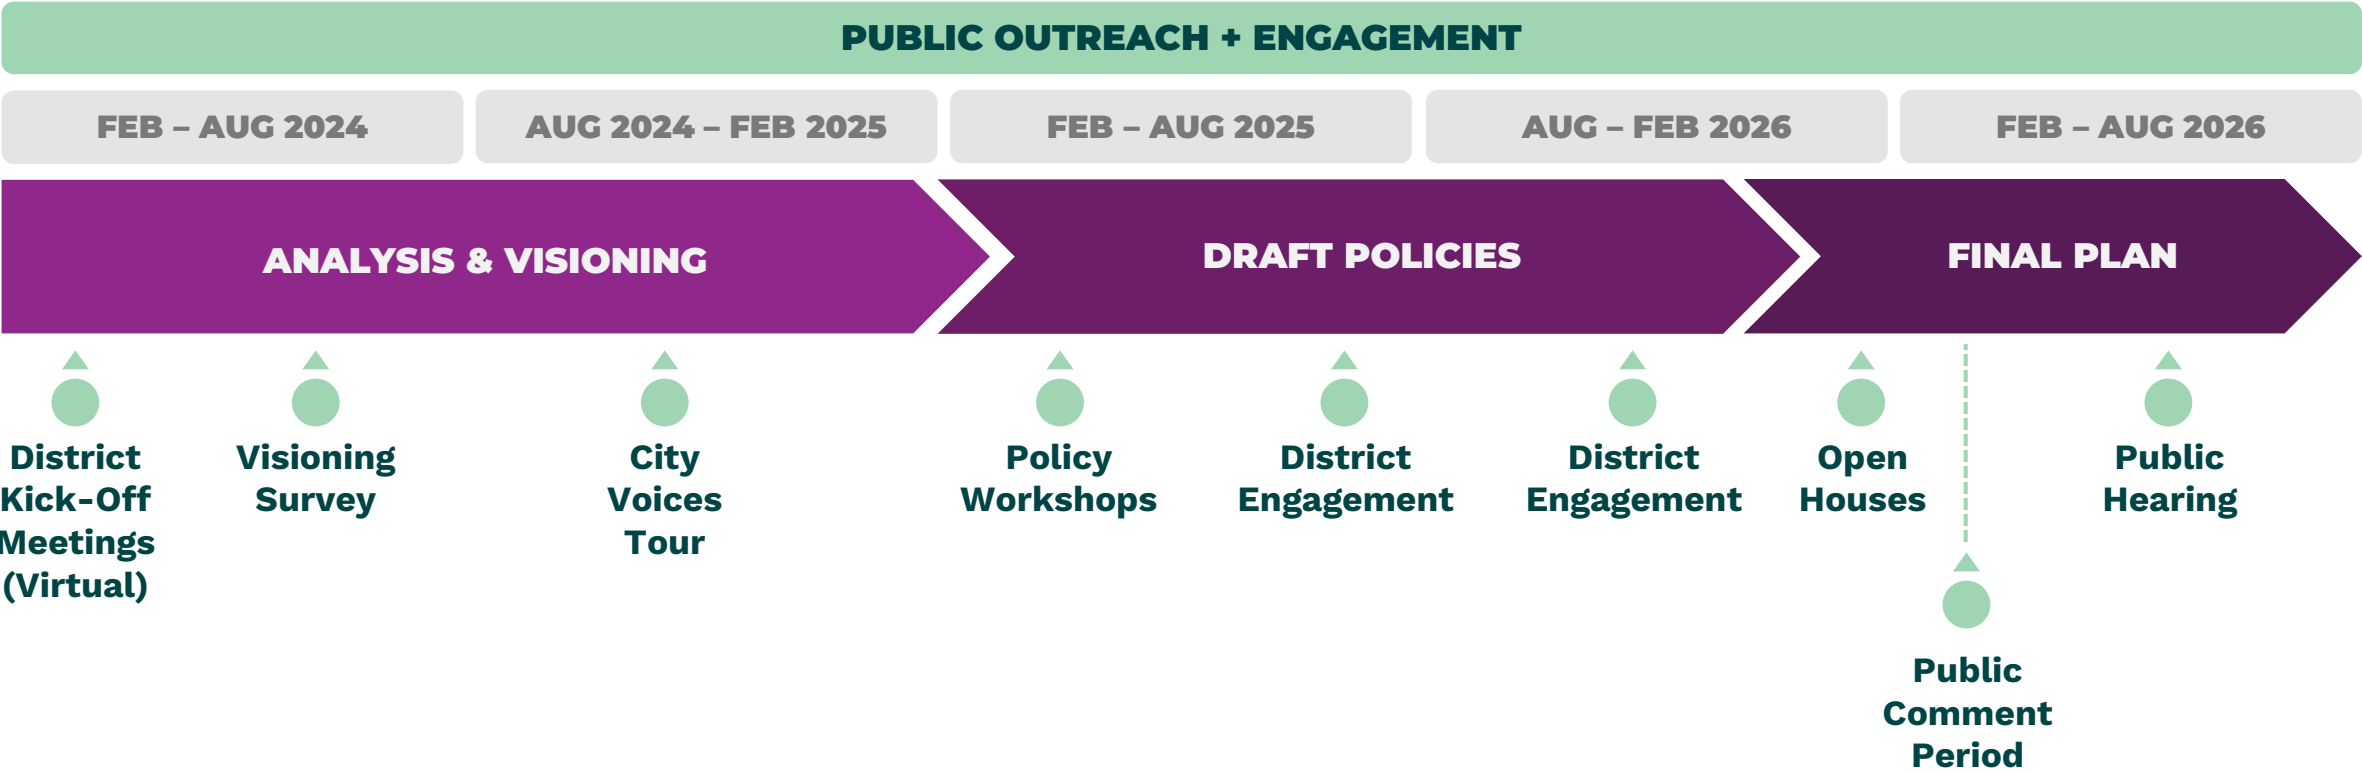 PUBLIC OUTREACH + ENGAGEMENT
FEB – AUG 2024
AUG 2024 – FEB 2025
FEB – AUG 2025
AUG – FEB 2026
FEB – AUG 2026
ANALYSIS & VISIONING
DRAFT POLICIES
FINAL PLAN
District
Kick-Off
Meetings
(Virtual)
Visioning
Survey
City
Voices
Tour
Policy
Workshops
District
Engagement
District
Engagement
Open
Houses
Public
Comment
Period
Public
Hearing